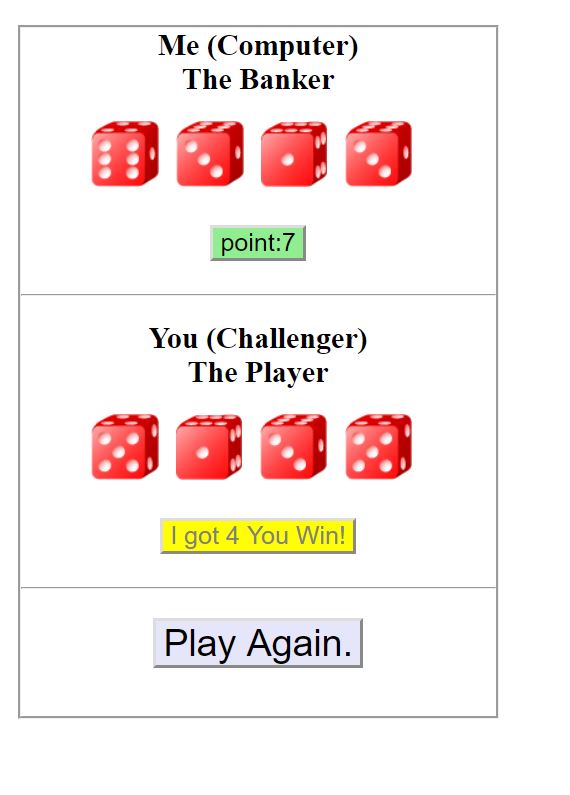 Me (Computer)
The Banker
point:7
You (Challenger)
The Player
I got 4 You Win!
Play Again.